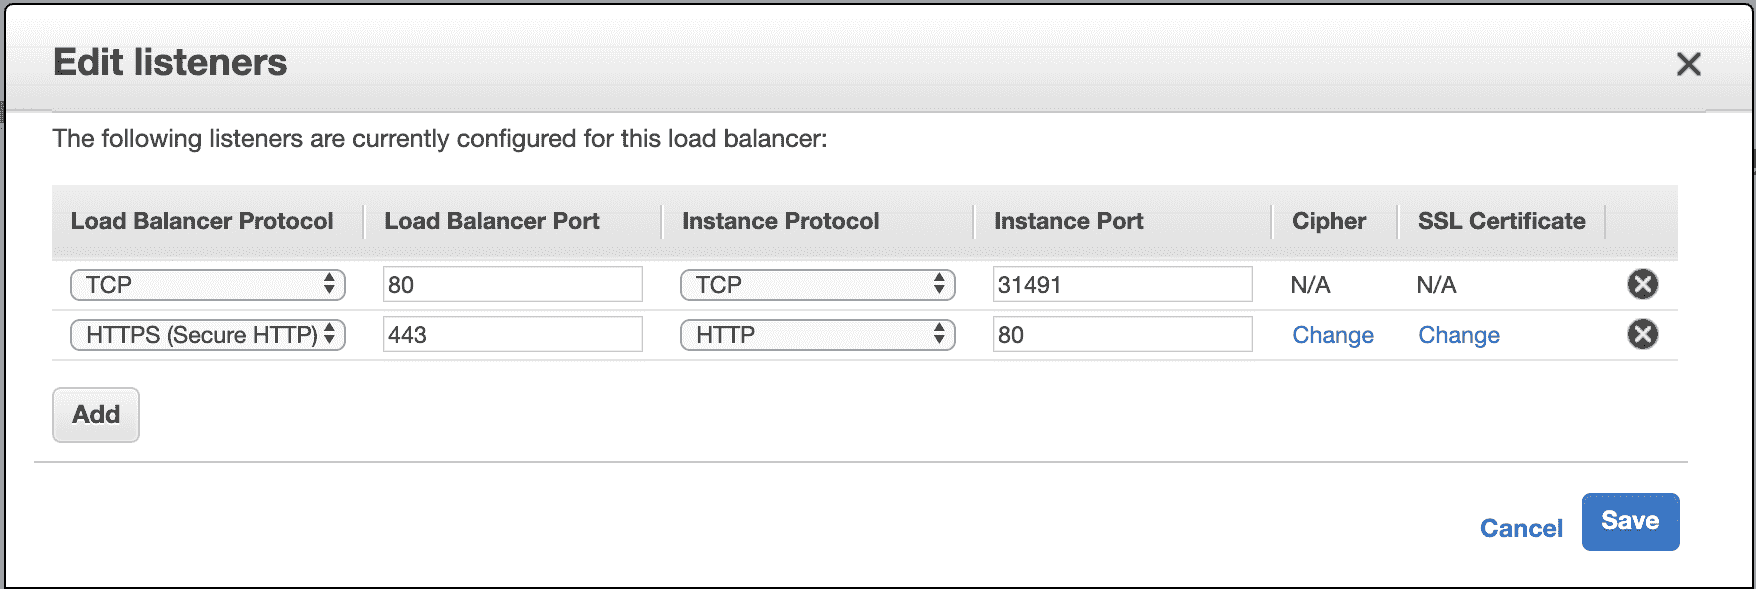 Edit listeners
The following listeners are currently configured for this load balancer:
Load Balancer Protocol Load Balancer Port Instance Protocol Instance Port Cipher SSL Certificate
TCP 80 TCP 31491 N/A N/A
HTTPS (Secure HTTP) 443 HTTP 80 Change Change
Add
Cancel Save